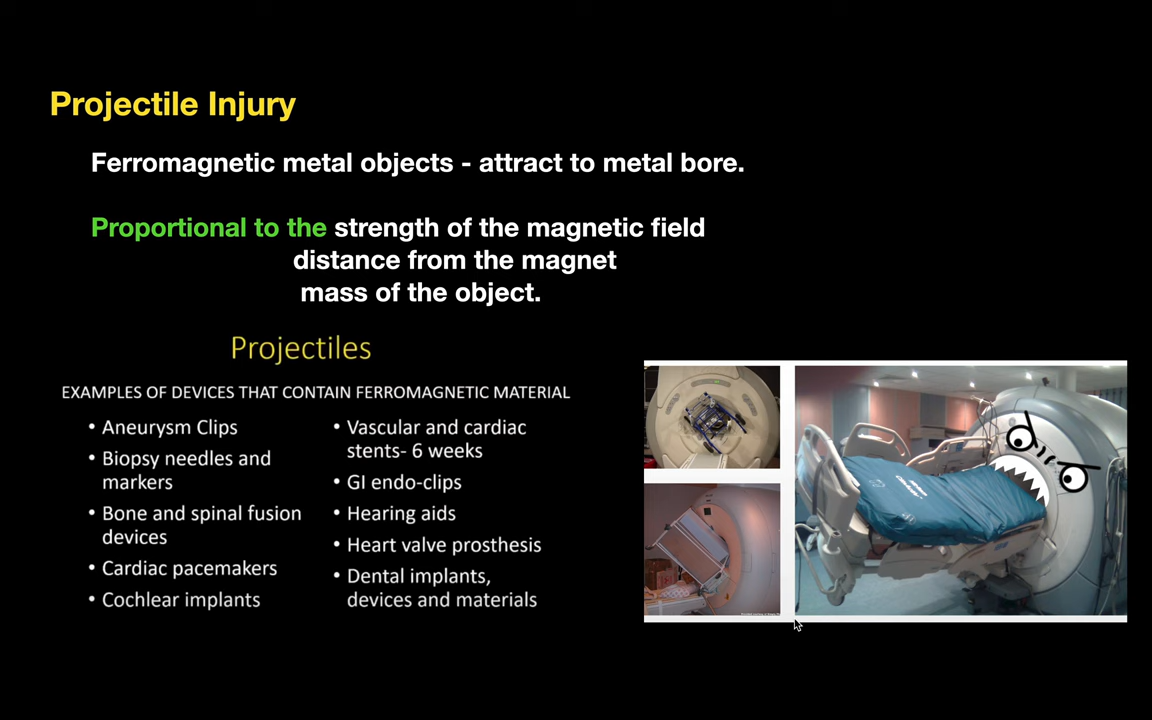 Projectile Injury
Ferromagnetic metal objects - attract to metal bore.
Proportional to the strength of the magnetic field
distance from the magnet
mass of the object.
Projectiles
EXAMPLES OF DEVICES THAT CONTAIN FERROMAGNETIC MATERIAL
• Aneurysm Clips
• Biopsy needles and
markers
• Bone and spinal fusion
devices
• Cardiac pacemakers
• Cochlear implants
• Vascular and cardiac
stents- 6 weeks
• GI endo-clips
• Hearing aids
• Heart valve prosthesis
• Dental implants,
devices and materials